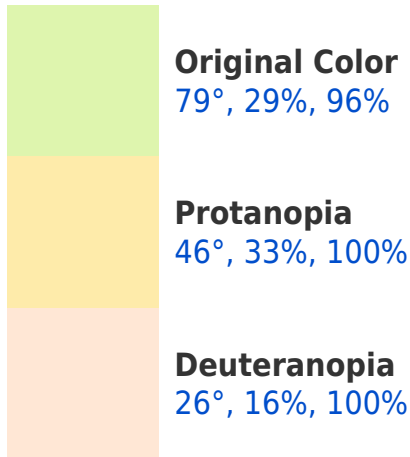 Original Color
79°, 29%, 96%
Protanopia
46°, 33%, 100%
Deuteranopia
26°, 16%, 100%